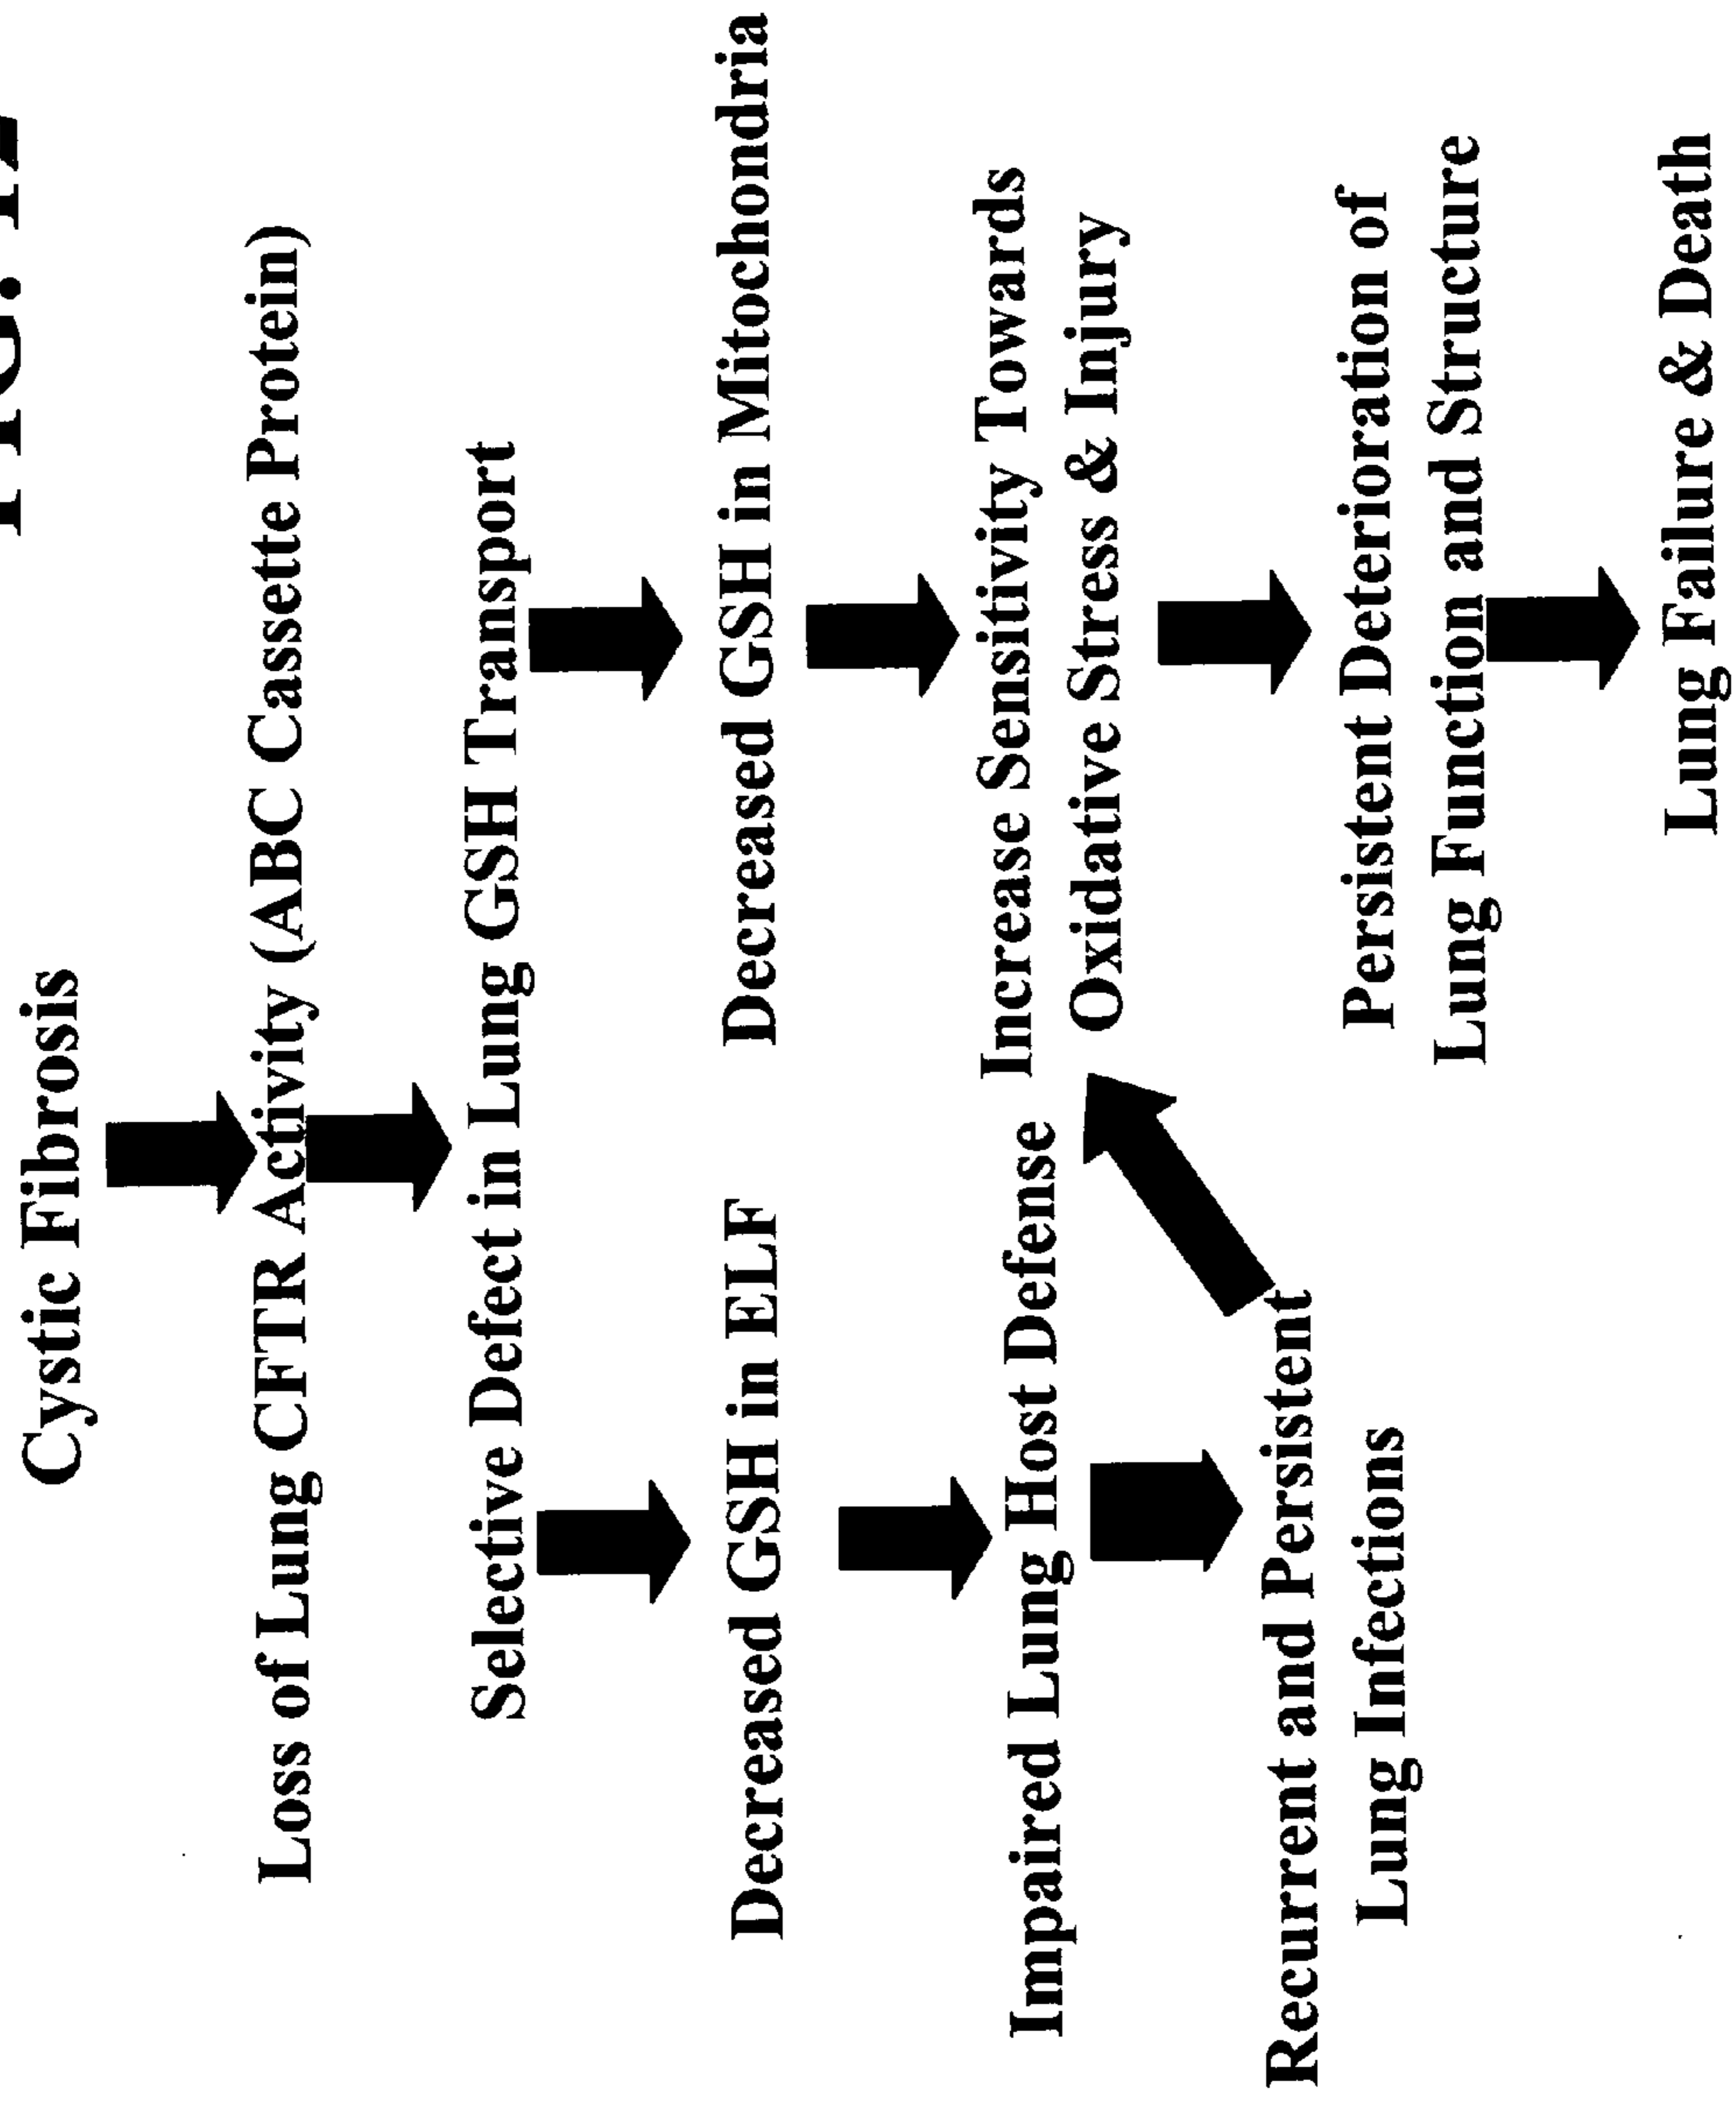 Cystic Fibrosis
Loss of Lung CFTR Activity (ABC Cassette Protein)
Selective Defect in Lung GSH Transport
Decreased GSH in ELF
Decreased GSH in Mitochondria
Impaired Lung Host Defense
Increase Sensitivity Towards
Oxidative Stress & Injury
Recurrent and Persistent
Lung Infections
Persistent Deterioration of
Lung Function and Structure
Lung Failure & Death